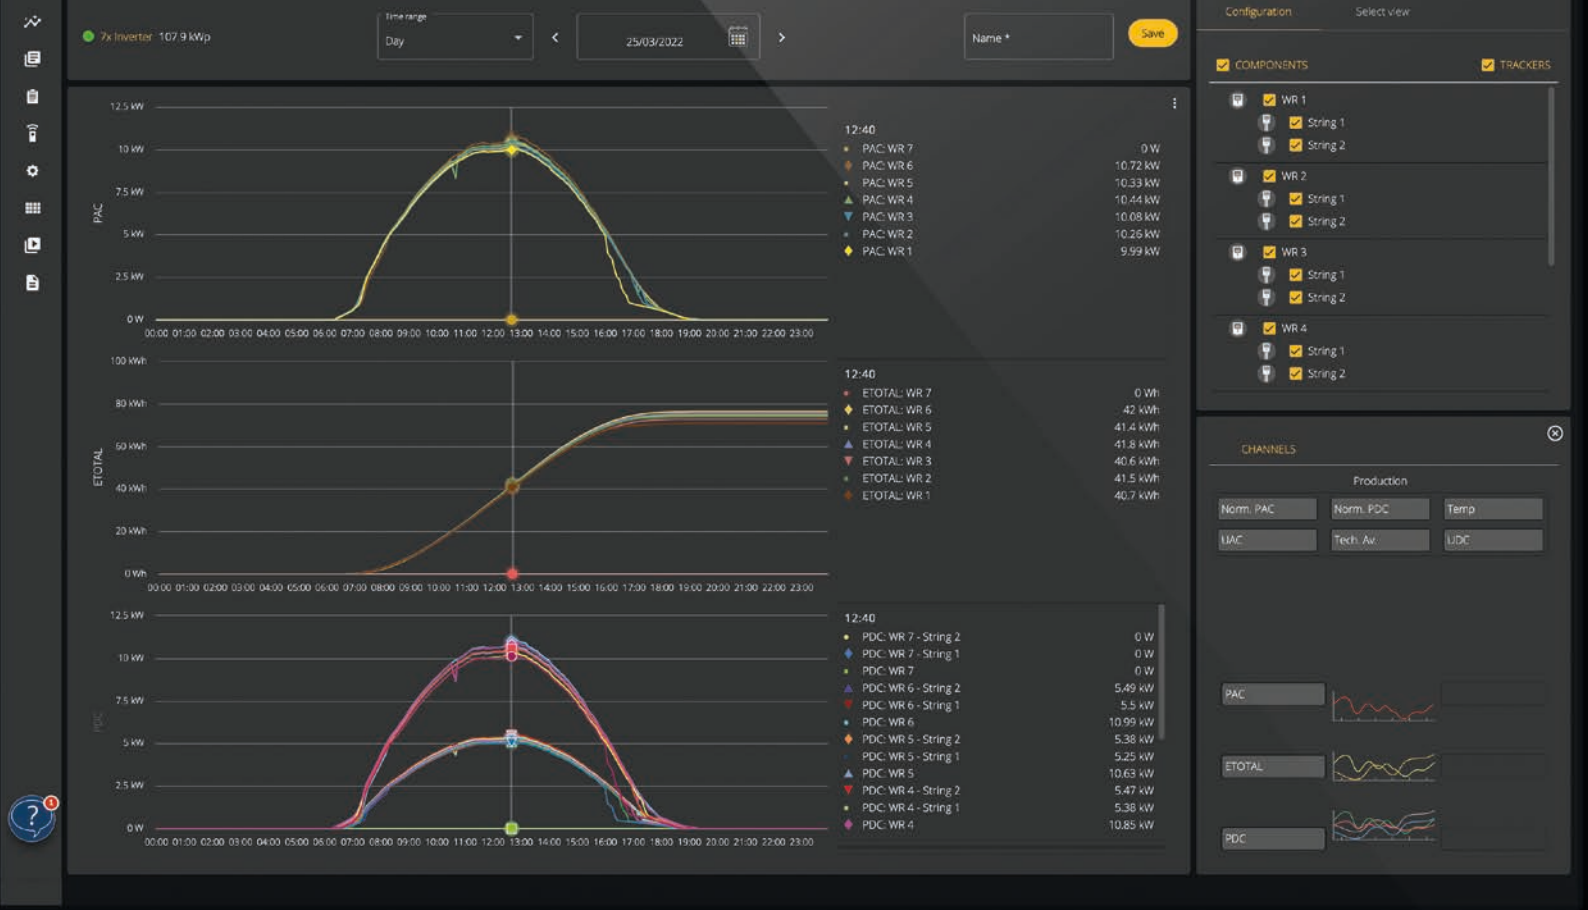 7x Inverter 107.9 kWp
Time range
Day
25/03/2022
Name *
Save
Configuration
Select view
COMPONENTS
TRACKERS
WR 1
String 1
String 2
WR 2
String 1
String 2
WR 3
String 1
String 2
WR 4
String 1
String 2
12.5 kW
10 kW
7.5 kW
5 kW
2.5 kW
0 W
PAC
00:00 01:00 02:00 03:00 04:00 05:00 06:00 07:00 08:00 09:00 10:00 11:00 12:00 13:00 14:00 15:00 16:00 17:00 18:00 19:00 20:00 21:00 22:00 23:00
12:40
PAC: WR 7 0 W
PAC: WR 6 10.72 kW
PAC: WR 5 10.33 kW
PAC: WR 4 10.44 kW
PAC: WR 3 10.08 kW
PAC: WR 2 10.26 kW
PAC: WR 1 9.99 kW
100 kWh
80 kWh
60 kWh
40 kWh
20 kWh
0 Wh
ETOTAL
00:00 01:00 02:00 03:00 04:00 05:00 06:00 07:00 08:00 09:00 10:00 11:00 12:00 13:00 14:00 15:00 16:00 17:00 18:00 19:00 20:00 21:00 22:00 23:00
12:40
ETOTAL: WR 7 0 Wh
ETOTAL: WR 6 42 kWh
ETOTAL: WR 5 41.4 kWh
ETOTAL: WR 4 41.8 kWh
ETOTAL: WR 3 40.6 kWh
ETOTAL: WR 2 41.5 kWh
ETOTAL: WR 1 40.7 kWh
12.5 kW
10 kW
7.5 kW
5 kW
2.5 kW
0 W
PDC
00:00 01:00 02:00 03:00 04:00 05:00 06:00 07:00 08:00 09:00 10:00 11:00 12:00 13:00 14:00 15:00 16:00 17:00 18:00 19:00 20:00 21:00 22:00 23:00
12:40
PDC: WR 7 - String 2 0 W
PDC: WR 7 - String 1 0 W
PDC: WR 7 0 W
PDC: WR 6 - String 2 5.49 kW
PDC: WR 6 - String 1 5.5 kW
PDC: WR 6 10.99 kW
PDC: WR 5 - String 2 5.38 kW
PDC: WR 5 - String 1 5.25 kW
PDC: WR 5 10.63 kW
PDC: WR 4 - String 2 5.47 kW
PDC: WR 4 - String 1 5.38 kW
PDC: WR 4 10.85 kW
CHANNELS
Production
Norm. PAC
Norm. PDC
Temp
UAC
Tech. Av.
UDC
PAC
ETOTAL
PDC
?
1